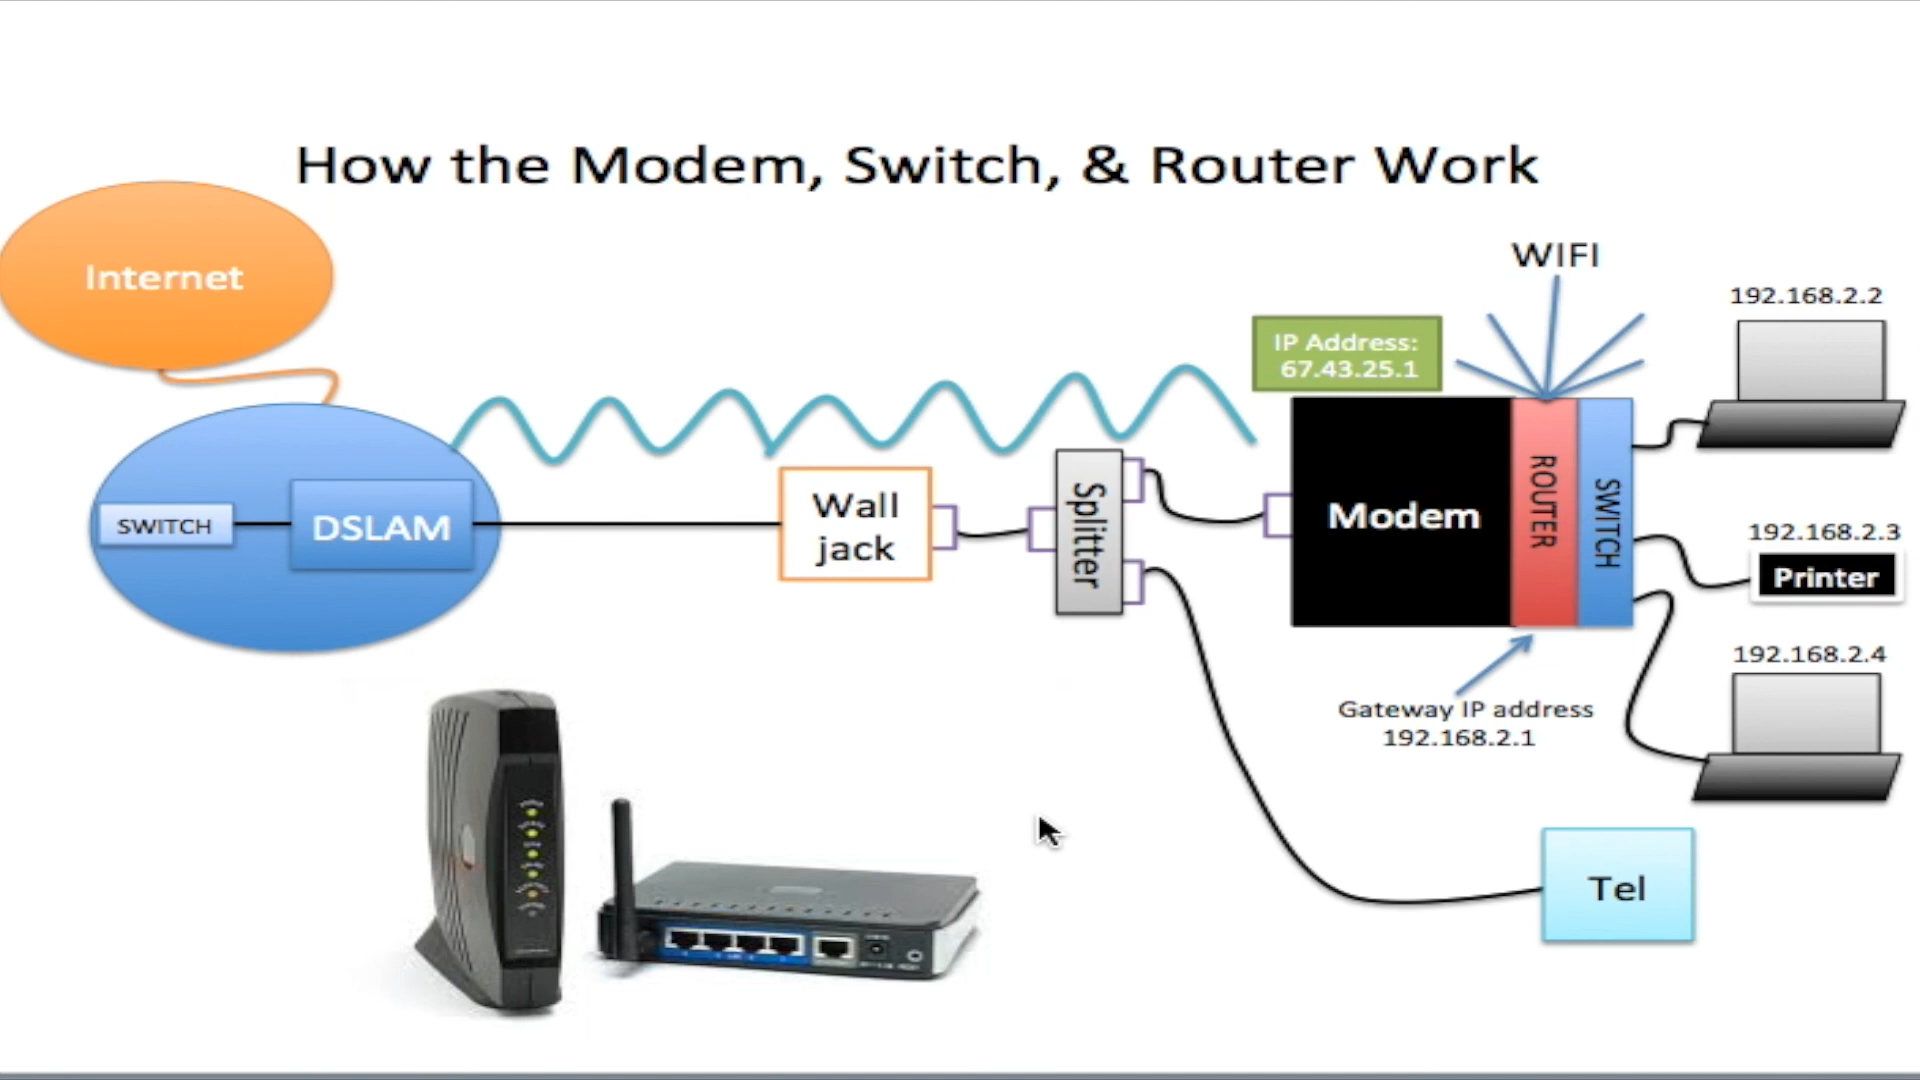 How the Modem, Switch, & Router Work
Internet
WIFI
192.168.2.2
IP Address:
67.43.25.1
SWITCH
DSLAM
Wall
jack
Splitter
Modem
ROUTER
SWITCH
192.168.2.3
Printer
192.168.2.4
Gateway IP address
192.168.2.1
Tel